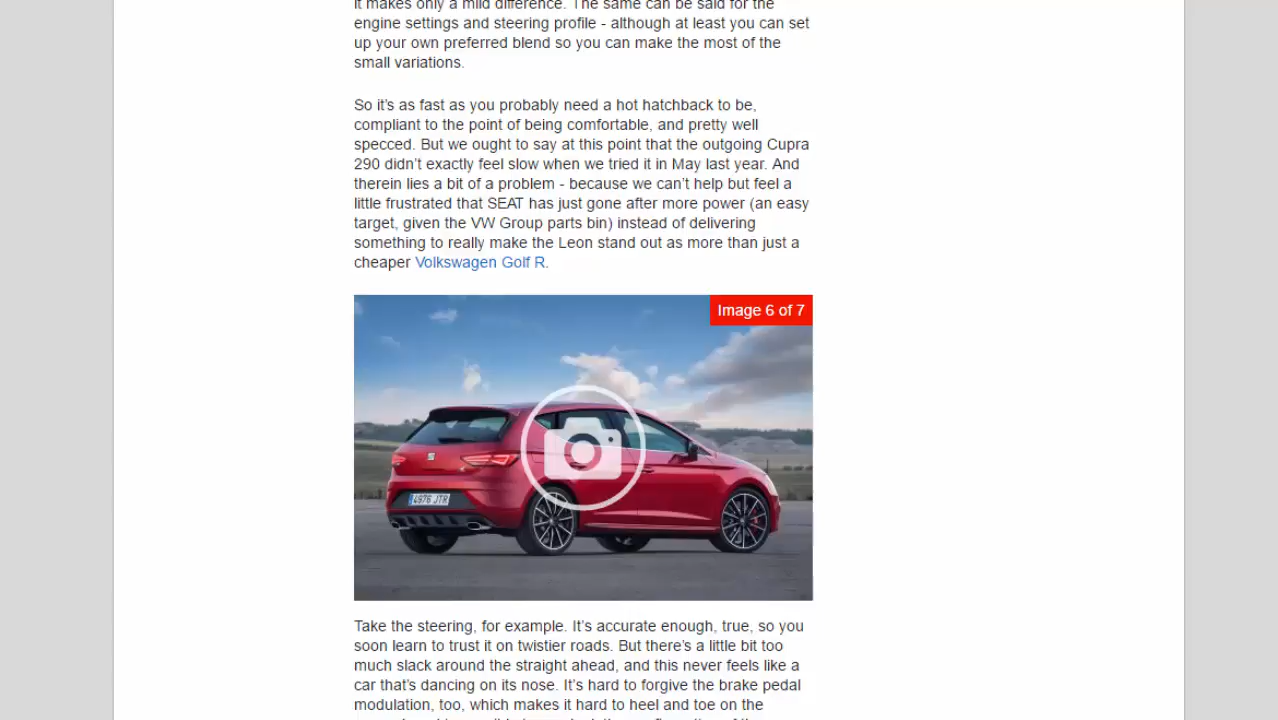 it makes only a mild difference. The same can be said for the
engine settings and steering profile - although at least you can set
up your own preferred blend so you can make the most of the
small variations.
So it's as fast as you probably need a hot hatchback to be,
compliant to the point of being comfortable, and pretty well
specced. But we ought to say at this point that the outgoing Cupra
290 didn't exactly feel slow when we tried it in May last year. And
therein lies a bit of a problem - because we can't help but feel a
little frustrated that SEAT has just gone after more power (an easy
target, given the VW Group parts bin) instead of delivering
something to really make the Leon stand out as more than just a
cheaper Volkswagen Golf R.
Image 6 of 7
4976 JTR
Take the steering, for example. It's accurate enough, true, so you
soon learn to trust it on twistier roads. But there's a little bit too
much slack around the straight ahead, and this never feels like a
car that's dancing on its nose. It's hard to forgive the brake pedal
modulation, too, which makes it hard to heel and toe on the